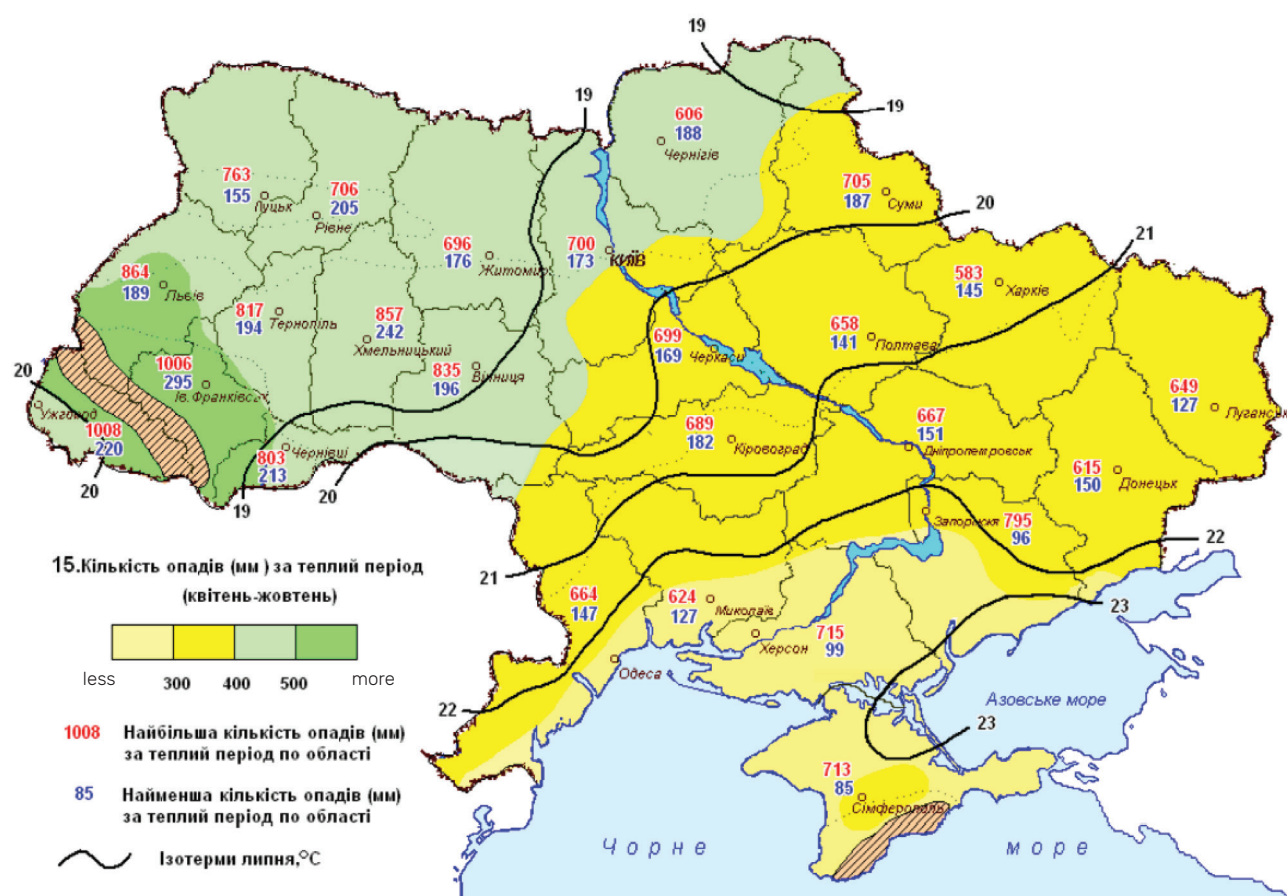 19
19
19
606
188
Чернігів
763
155
Луцьк
706
205
Рівне
705
187
Суми
20
21
696
176
Житомир
700
173
КИЇВ
864
189
Львів
583
145
Харків
817
194
Тернопіль
857
242
Хмельницький
699
169
Черкаси
658
141
Полтава
835
196
Вінниця
1006
295
Ів. Франківськ
20
Ужгород
1008
220
20
649
127
Луганськ
689
182
Кіровоград
667
151
Дніпропетровськ
803
213
Чернівці
20
19
615
150
Донецьк
Запоріжжя
795
96
22
21
15.Кількість опадів (мм ) за теплий період
(квітень-жовтень)
less
300
400
500
more
664
147
624
127
Миколаїв
Херсон
715
99
23
Одеса
22
Азовське море
23
1008 Найбільша кількість опадів (мм)
за теплий період по області
713
85
Сімферополь
85 Найменша кількість опадів (мм)
за теплий період по області
Ізотерми липня,°С
Чорне море